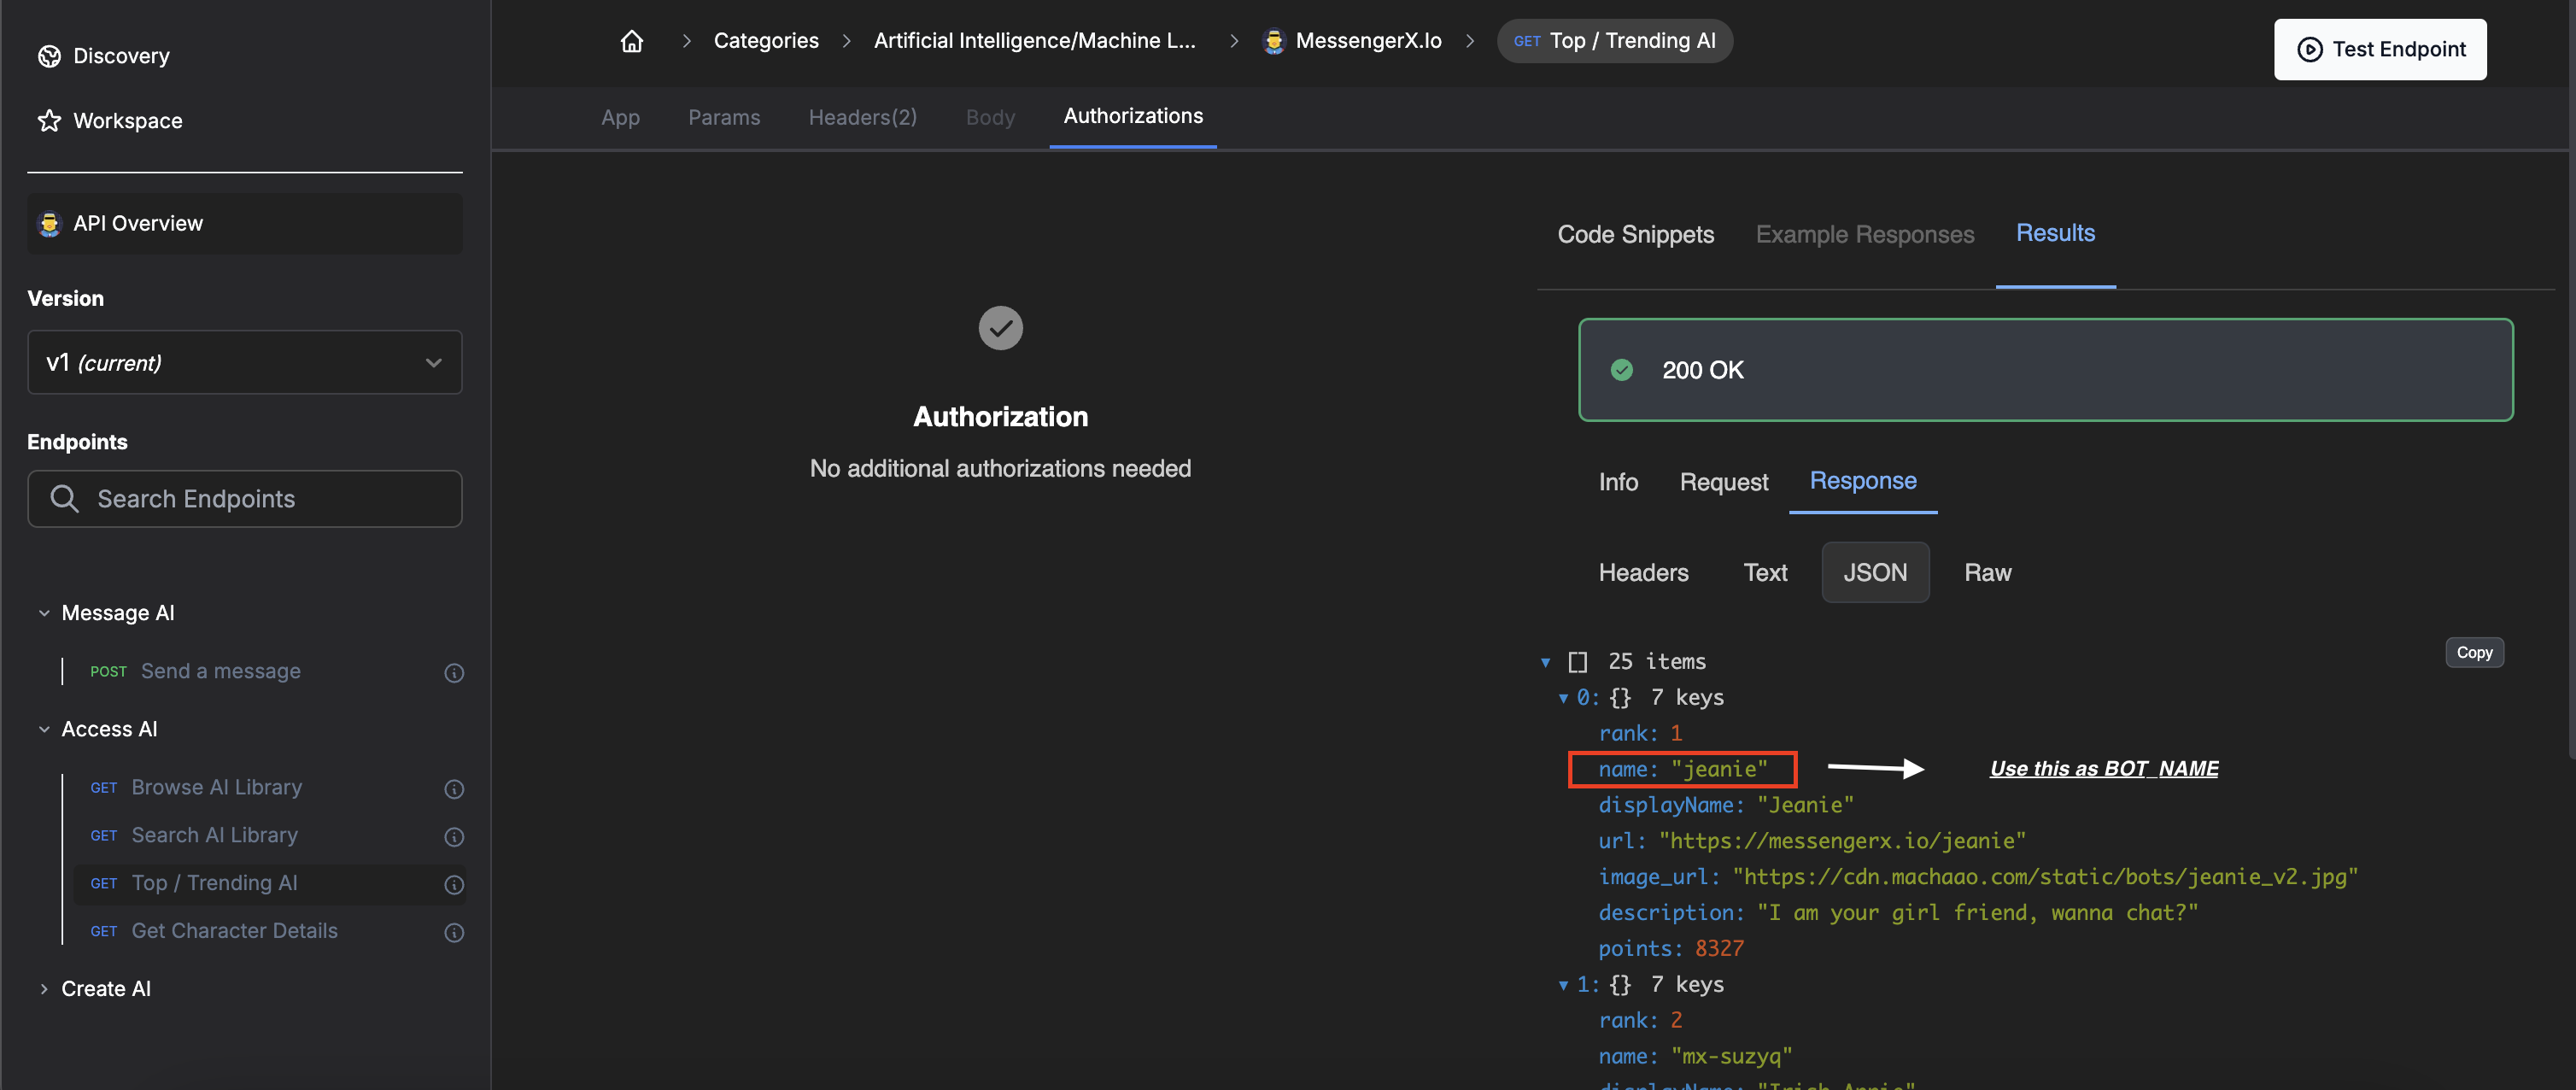 Discovery
Workspace
API Overview
Version
v1 (current)
Endpoints
Search Endpoints
Message AI
POST Send a message
Access AI
GET Browse AI Library
GET Search AI Library
GET Top / Trending AI
GET Get Character Details
Create AI
Categories
Artificial Intelligence/Machine L...
MessengerX.Io
GET Top / Trending AI
Test Endpoint
App Params Headers(2) Body Authorizations
Authorization
No additional authorizations needed
Code Snippets Example Responses Results
200 OK
Info Request Response
Headers Text JSON Raw
Copy
[] 25 items
0: {} 7 keys
rank: 1
name: "jeanie"
Use this as BOT_NAME
displayName: "Jeanie"
url: "https://messengerx.io/jeanie"
image_url: "https://cdn.machaao.com/static/bots/jeanie_v2.jpg"
description: "I am your girl friend, wanna chat?"
points: 8327
1: {} 7 keys
rank: 2
name: "mx-suzyq"
displayName: "Irish Annie"